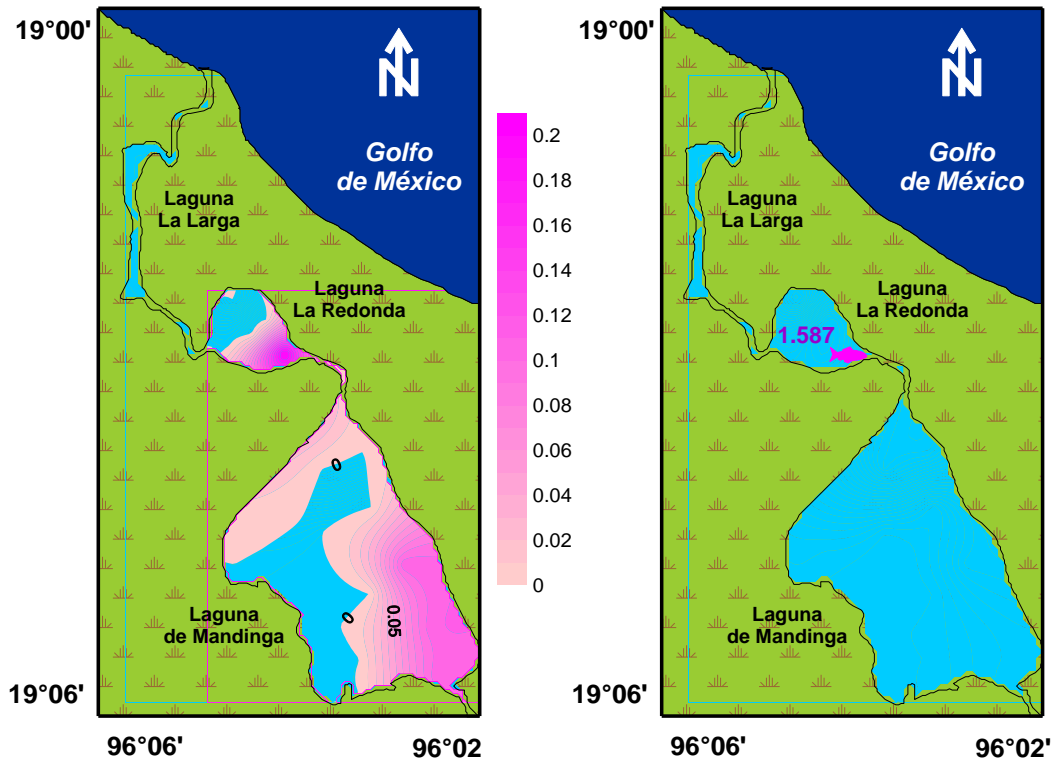 19°00'
N
Golfo
de México
Laguna
La Larga
Laguna
La Redonda
0
0
0.05
Laguna
de Mandinga
19°06'
96°06'
96°02
0.2
0.18
0.16
0.14
0.12
0.1
0.08
0.06
0.04
0.02
0
19°00'
N
Golfo
de México
Laguna
La Larga
Laguna
La Redonda
1.587
Laguna
de Mandinga
19°06'
96°06'
96°02'